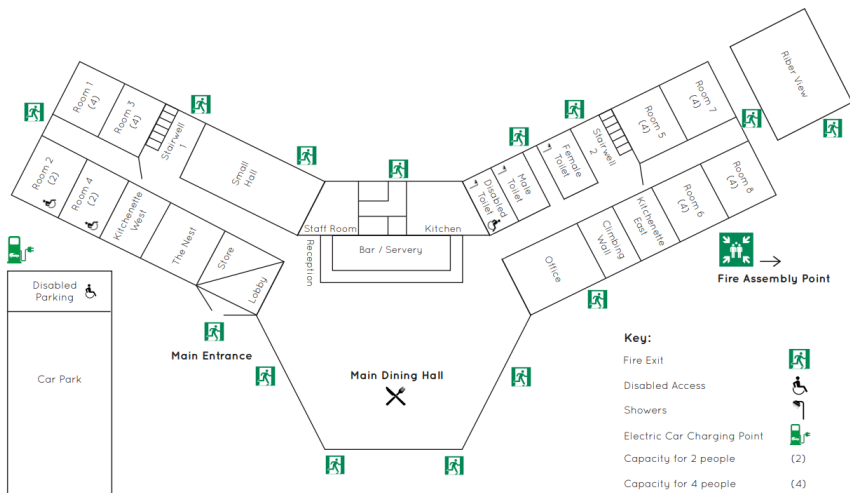 Room 1
(4)
Room 3
(4)
Stairwell
1
Small
Hall
Room 2
(2)
Room 4
(2)
Kitchenette
West
The Nest
Store
Lobby
Staff Room
Kitchen
Reception
Bar / Servery
Disabled
Toilet
Male
Toilet
Female
Toilet
Stairwell
2
Room 5
(4)
Room 7
(4)
Riber View
Office
Climbing
Wall
Kitchenette
East
Room 6
(4)
Room 8
(4)
Fire Assembly Point
Disabled
Parking
Car Park
Main Entrance
Main Dining Hall
Key:
Fire Exit
Disabled Access
Showers
Electric Car Charging Point
Capacity for 2 people (2)
Capacity for 4 people (4)